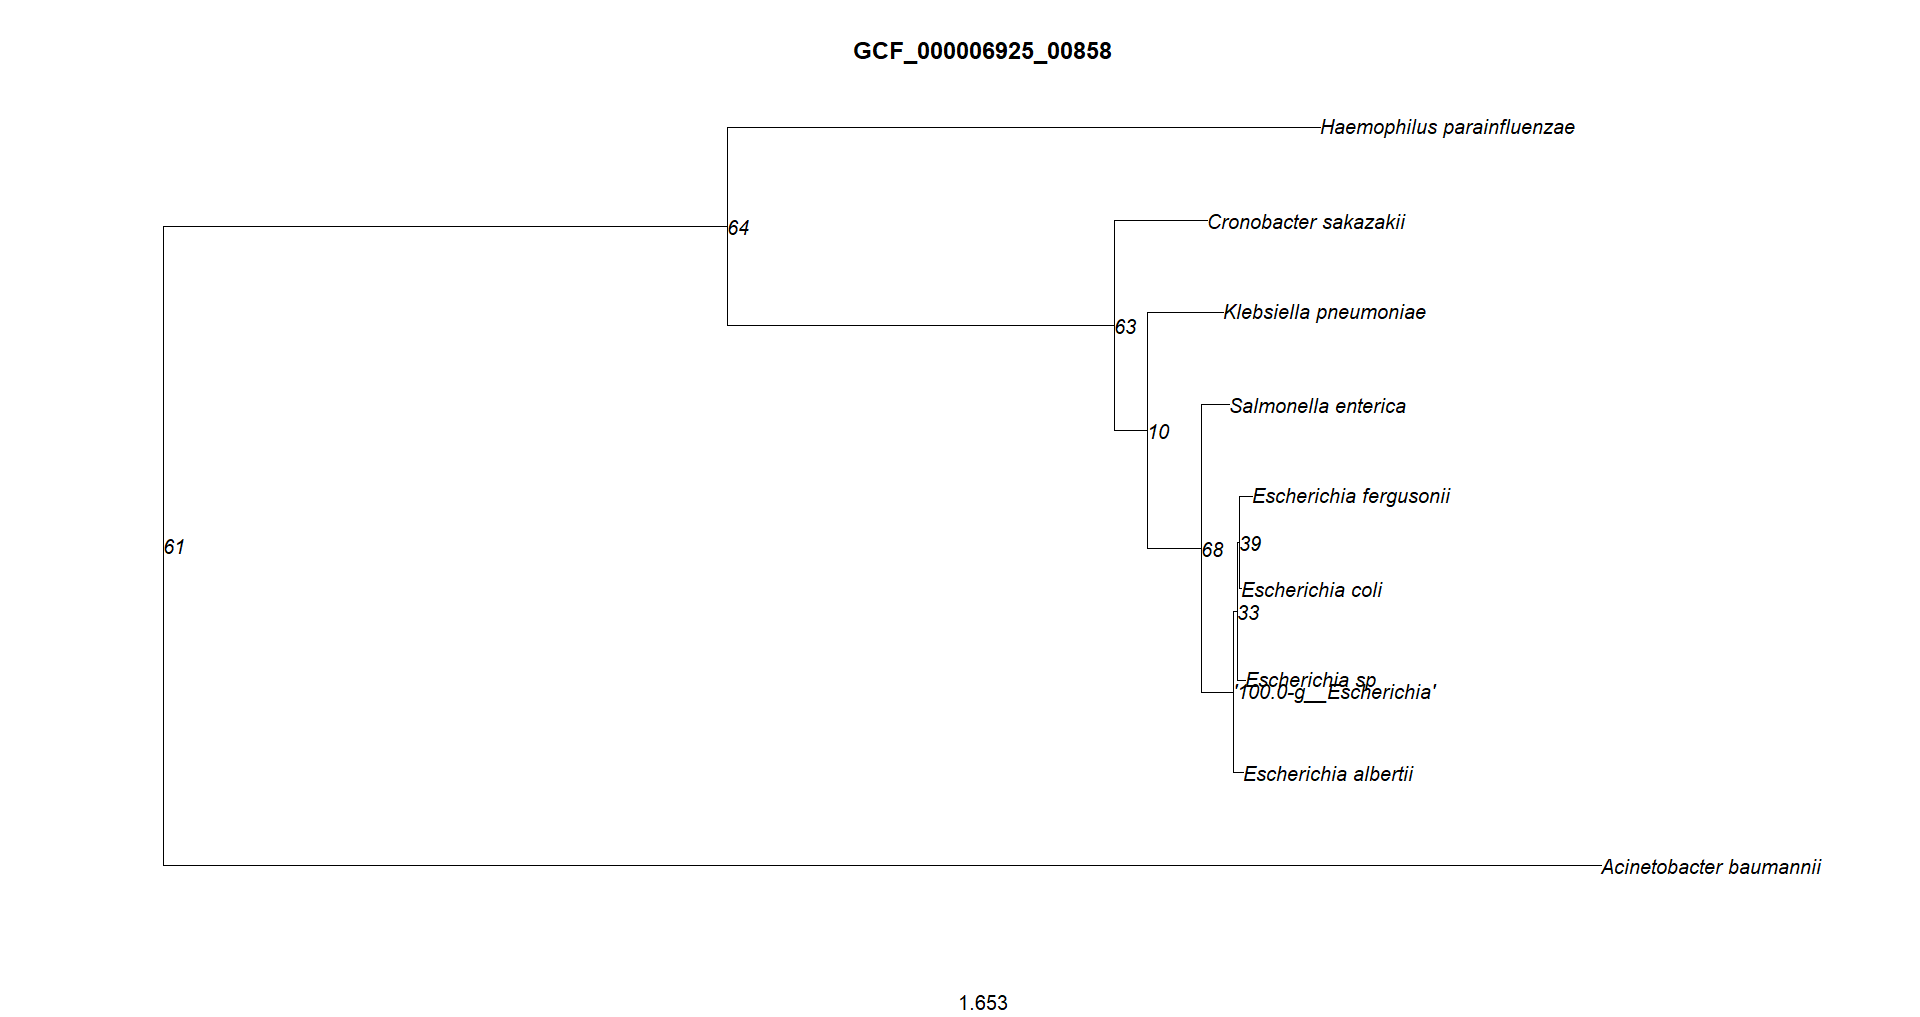 GCF_000006925_00858
Haemophilus parainfluenzae
Cronobacter sakazakii
64
Klebsiella pneumoniae
63
Salmonella enterica
10
Escherichia fergusonii
39
61
68
Escherichia coli
33
Escherichia sp
'100.0-g__Escherichia'
Escherichia albertii
Acinetobacter baumannii
1.653